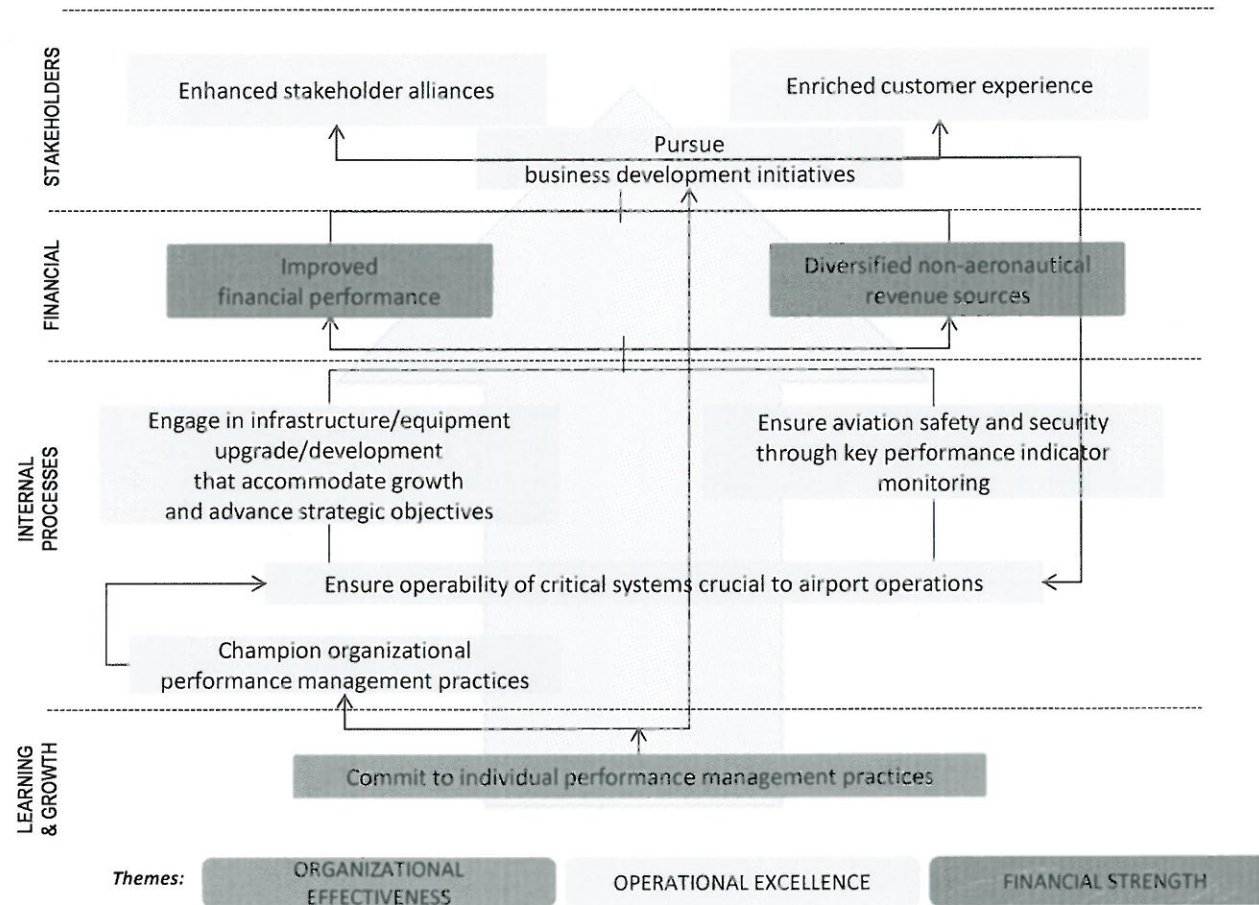 STAKEHOLDERS
Enhanced stakeholder alliances
Enriched customer experience
Pursue
business development initiatives
FINANCIAL
Improved
financial performance
Diversified non-aeronautical
revenue sources
INTERNAL
PROCESSES
Engage in infrastructure/equipment
upgrade/development
that accommodate growth
and advance strategic objectives
Ensure aviation safety and security
through key performance indicator
monitoring
Ensure operability of critical systems crucial to airport operations
Champion organizational
performance management practices
LEARNING
& GROWTH
Commit to individual performance management practices
Themes:
ORGANIZATIONAL
EFFECTIVENESS
OPERATIONAL EXCELLENCE
FINANCIAL STRENGTH